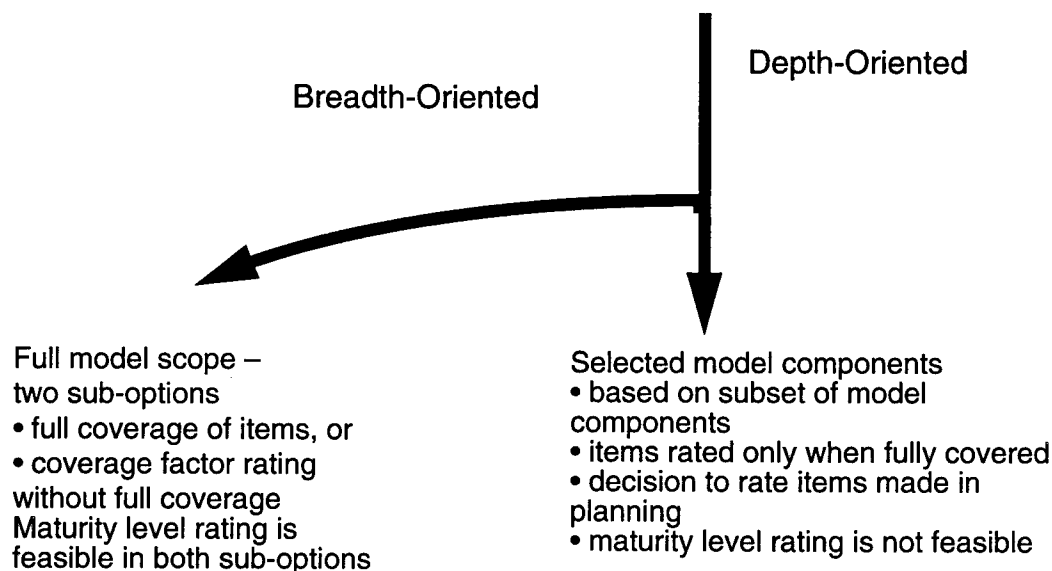 Depth-Oriented
Breadth-Oriented
Full model scope –
two sub-options
• full coverage of items, or
• coverage factor rating
without full coverage
Maturity level rating is
feasible in both sub-options
Selected model components
• based on subset of model
components
• items rated only when fully covered
• decision to rate items made in
planning
• maturity level rating is not feasible